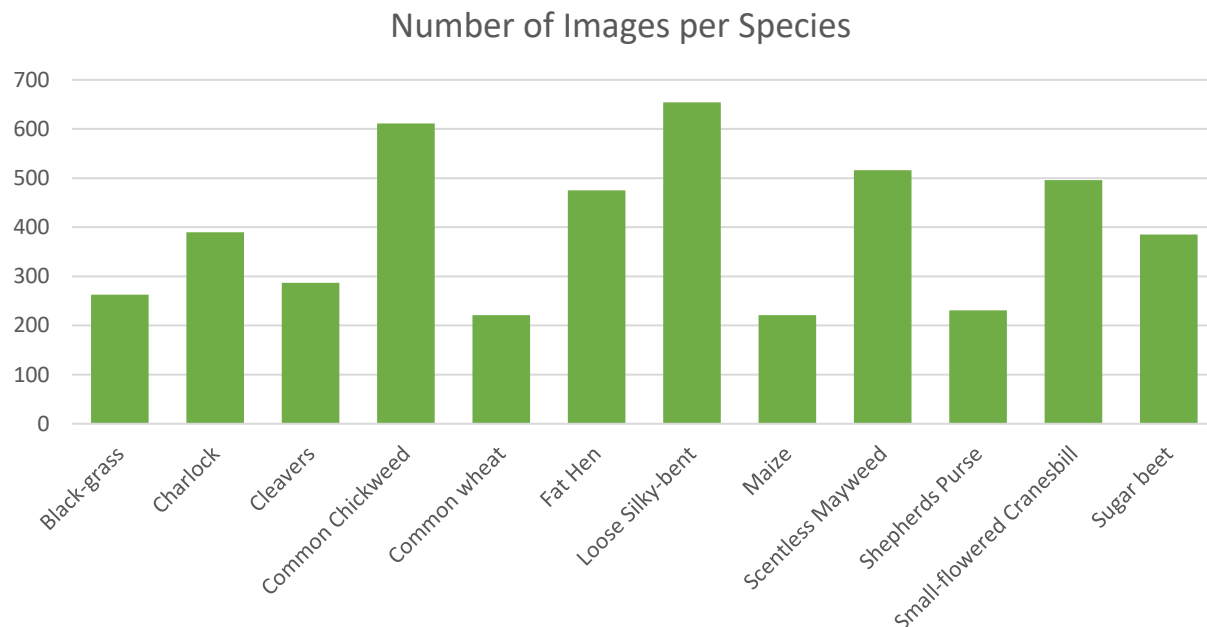 Number of Images per Species
700
600
500
400
300
200
100
0
Black-grass
Charlock
Cleavers
Common Chickweed
Common wheat
Fat Hen
Loose Silky-bent
Maize
Scentless Mayweed
Shepherds Purse
Small-flowered Cranesbill
Sugar beet